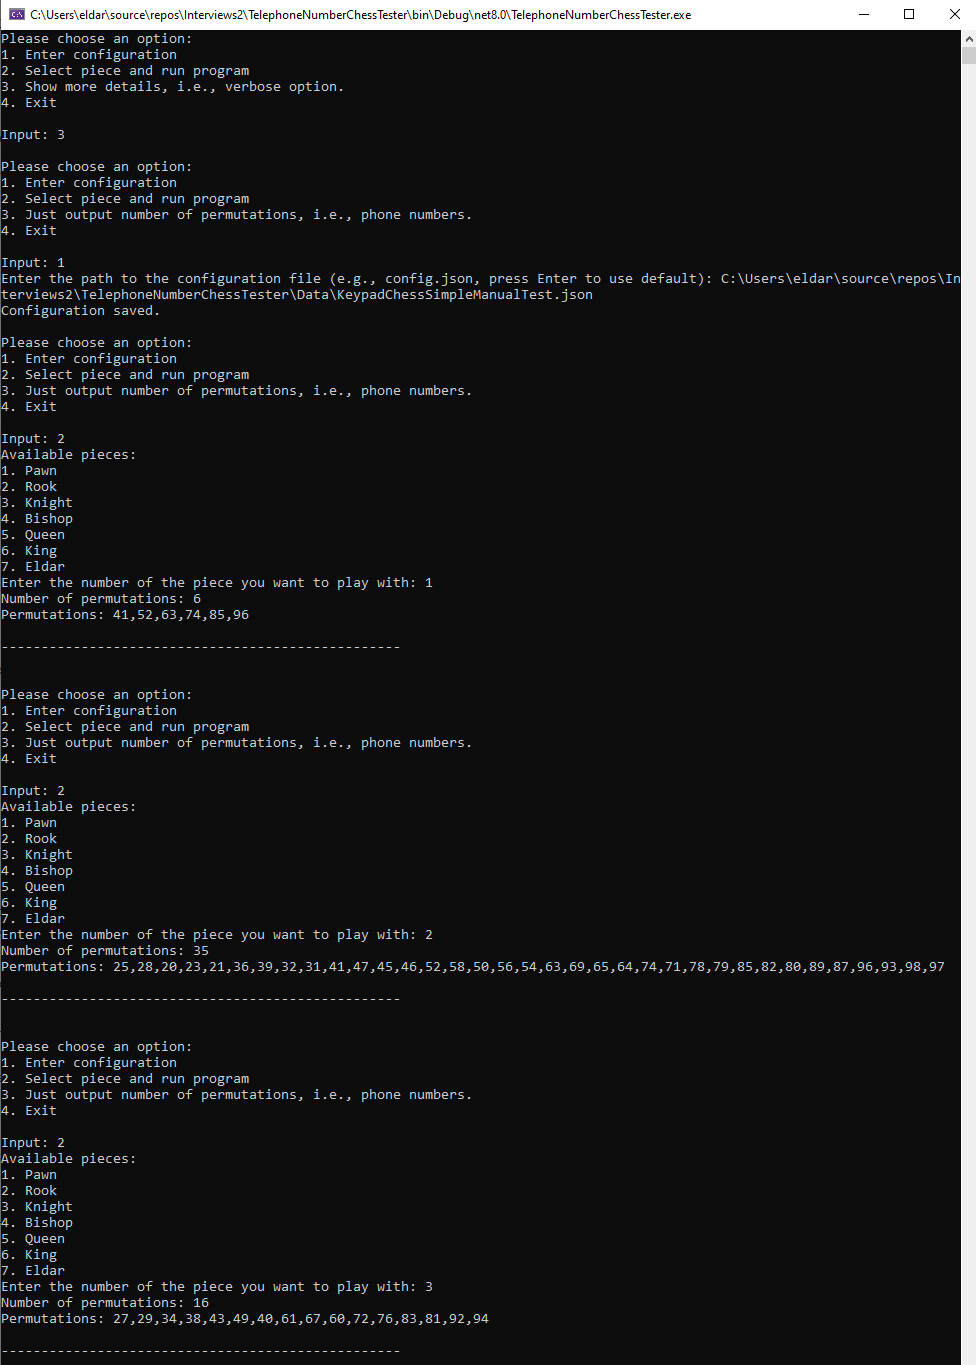 C:\Users\eldar\source\repos\Interviews2\TelephoneNumberChessTester\bin\Debug\net8.0\TelephoneNumberChessTester.exe
Please choose an option:
1. Enter configuration
2. Select piece and run program
3. Show more details, i.e., verbose option.
4. Exit
Input: 3
Please choose an option:
1. Enter configuration
2. Select piece and run program
3. Just output number of permutations, i.e., phone numbers.
4. Exit
Input: 1
Enter the path to the configuration file (e.g., config.json, press Enter to use default): C:\Users\eldar\source\repos\In
terviews2\TelephoneNumberChessTester\Data\KeypadChessSimpleManualTest.json
Configuration saved.
Please choose an option:
1. Enter configuration
2. Select piece and run program
3. Just output number of permutations, i.e., phone numbers.
4. Exit
Input: 2
Available pieces:
1. Pawn
2. Rook
3. Knight
4. Bishop
5. Queen
6. King
7. Eldar
Enter the number of the piece you want to play with: 1
Number of permutations: 6
Permutations: 41,52,63,74,85,96
--------------------------------------------------
Please choose an option:
1. Enter configuration
2. Select piece and run program
3. Just output number of permutations, i.e., phone numbers.
4. Exit
Input: 2
Available pieces:
1. Pawn
2. Rook
3. Knight
4. Bishop
5. Queen
6. King
7. Eldar
Enter the number of the piece you want to play with: 2
Number of permutations: 35
Permutations: 25,28,20,23,21,36,39,32,31,41,47,45,46,52,58,50,56,54,63,69,65,64,74,71,78,79,85,82,80,89,87,96,93,98,97
--------------------------------------------------
Please choose an option:
1. Enter configuration
2. Select piece and run program
3. Just output number of permutations, i.e., phone numbers.
4. Exit
Input: 2
Available pieces:
1. Pawn
2. Rook
3. Knight
4. Bishop
5. Queen
6. King
7. Eldar
Enter the number of the piece you want to play with: 3
Number of permutations: 16
Permutations: 27,29,34,38,43,49,40,61,67,60,72,76,83,81,92,94
--------------------------------------------------